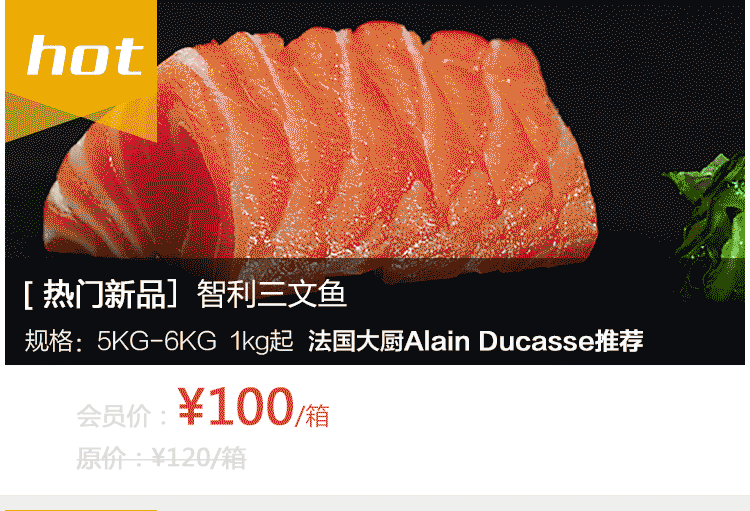 hot
[ 热门新品] 智利三文鱼
规格：5KG-6KG 1kg起 法国大厨Alain Ducasse推荐
会员价：¥100/箱
原价：¥120/箱